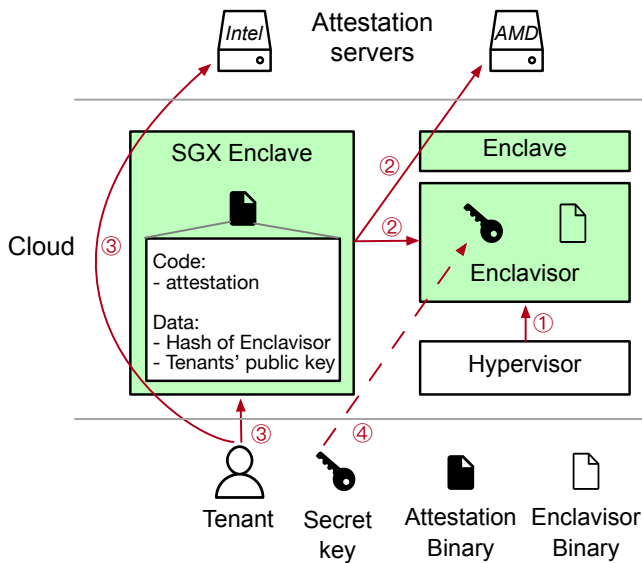 Intel
Attestation
servers
AMD
SGX Enclave
Enclave
②
Cloud
③
②
Enclavisor
Code:
- attestation
Data:
- Hash of Enclavisor
- Tenants' public key
①
Hypervisor
③
④
Tenant
Secret
key
Attestation
Binary
Enclavisor
Binary